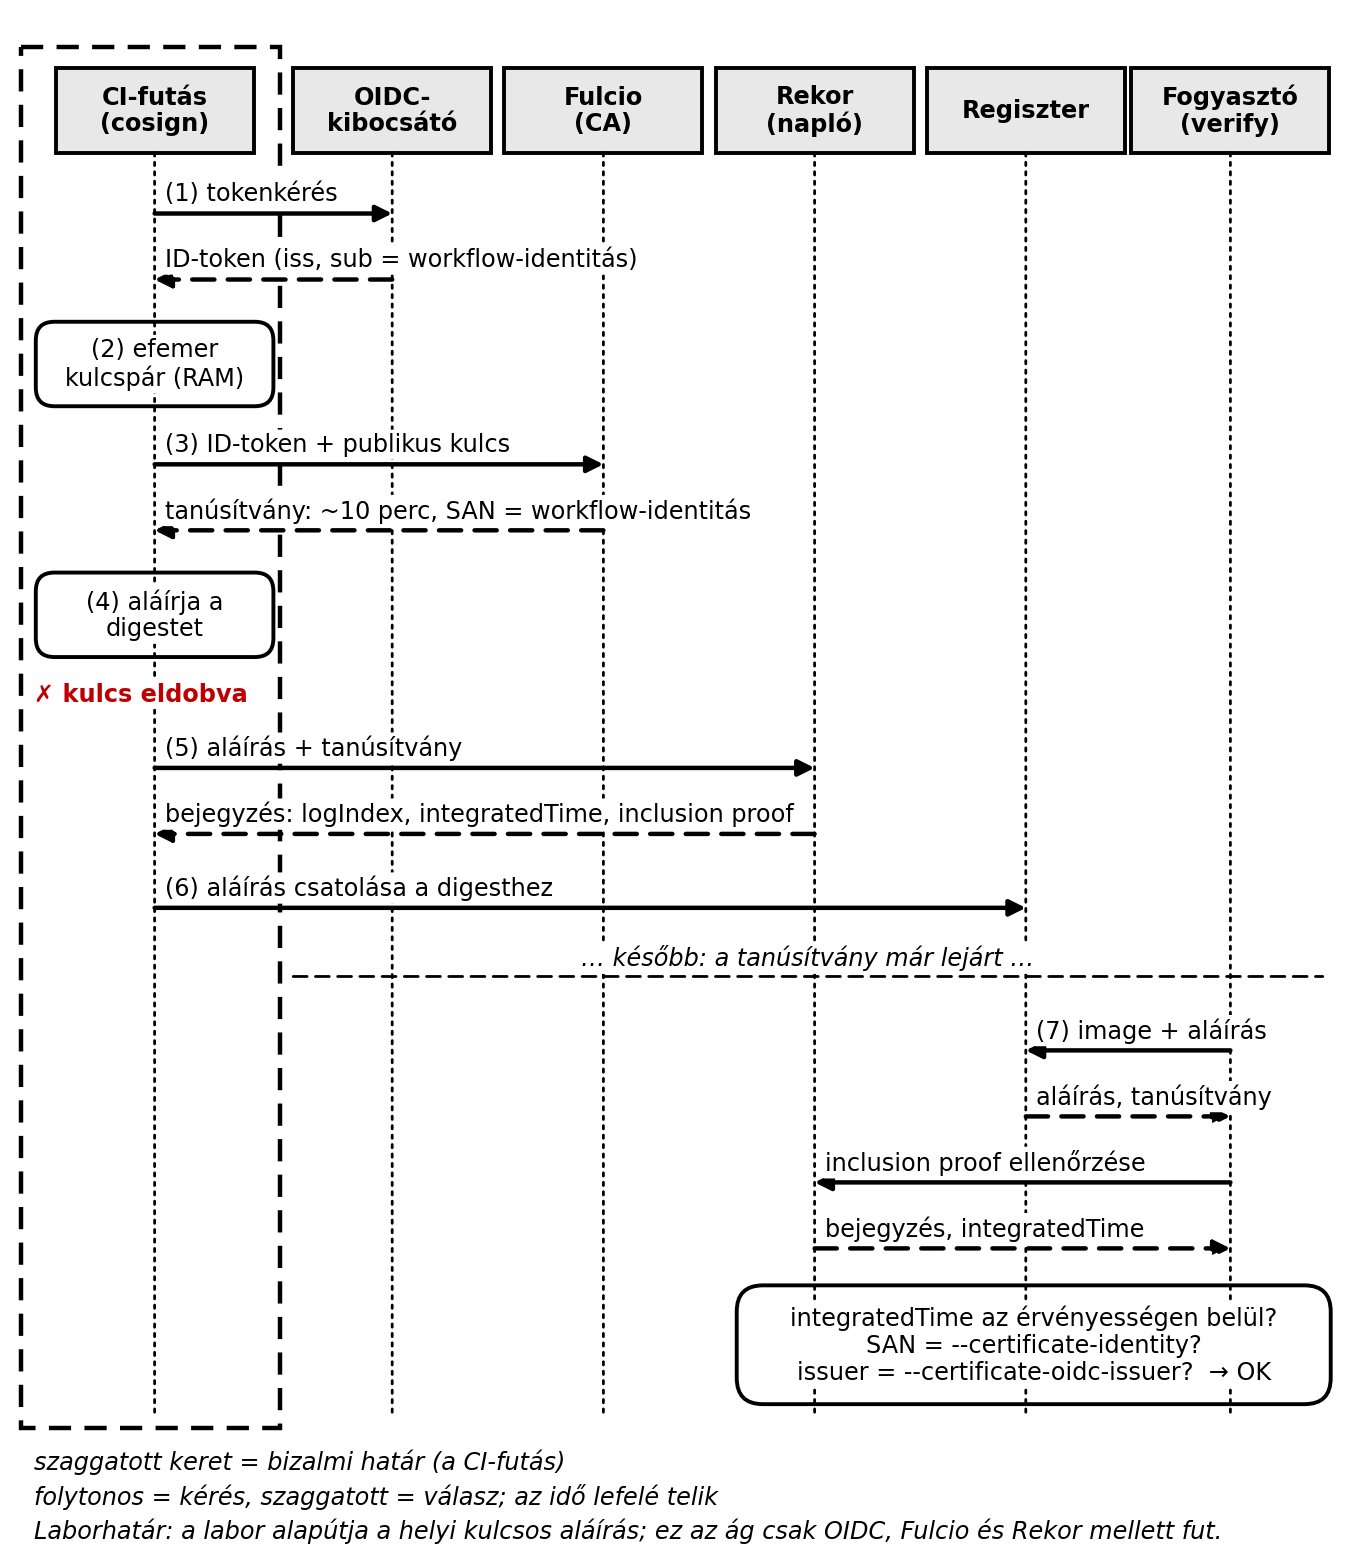 CI-futás
(cosign)
OIDC-
kibocsátó
Fulcio
(CA)
Rekor
(napló)
Regiszter
Fogyasztó
(verify)
(1) tokenkérés
ID-token (iss, sub = workflow-identitás)
(2) efemer
kulcspár (RAM)
(3) ID-token + publikus kulcs
tanúsítvány: ~10 perc, SAN = workflow-identitás
(4) aláírja a
digestet
✗ kulcs eldobva
(5) aláírás + tanúsítvány
bejegyzés: logIndex, integratedTime, inclusion proof
(6) aláírás csatolása a digesthez
… később: a tanúsítvány már lejárt …
(7) image + aláírás
aláírás, tanúsítvány
inclusion proof ellenőrzése
bejegyzés, integratedTime
integratedTime az érvényességen belül?
SAN = --certificate-identity?
issuer = --certificate-oidc-issuer? → OK
szaggatott keret = bizalmi határ (a CI-futás)
folytonos = kérés, szaggatott = válasz; az idő lefelé telik
Laborhatár: a labor alapútja a helyi kulcsos aláírás; ez az ág csak OIDC, Fulcio és Rekor mellett fut.